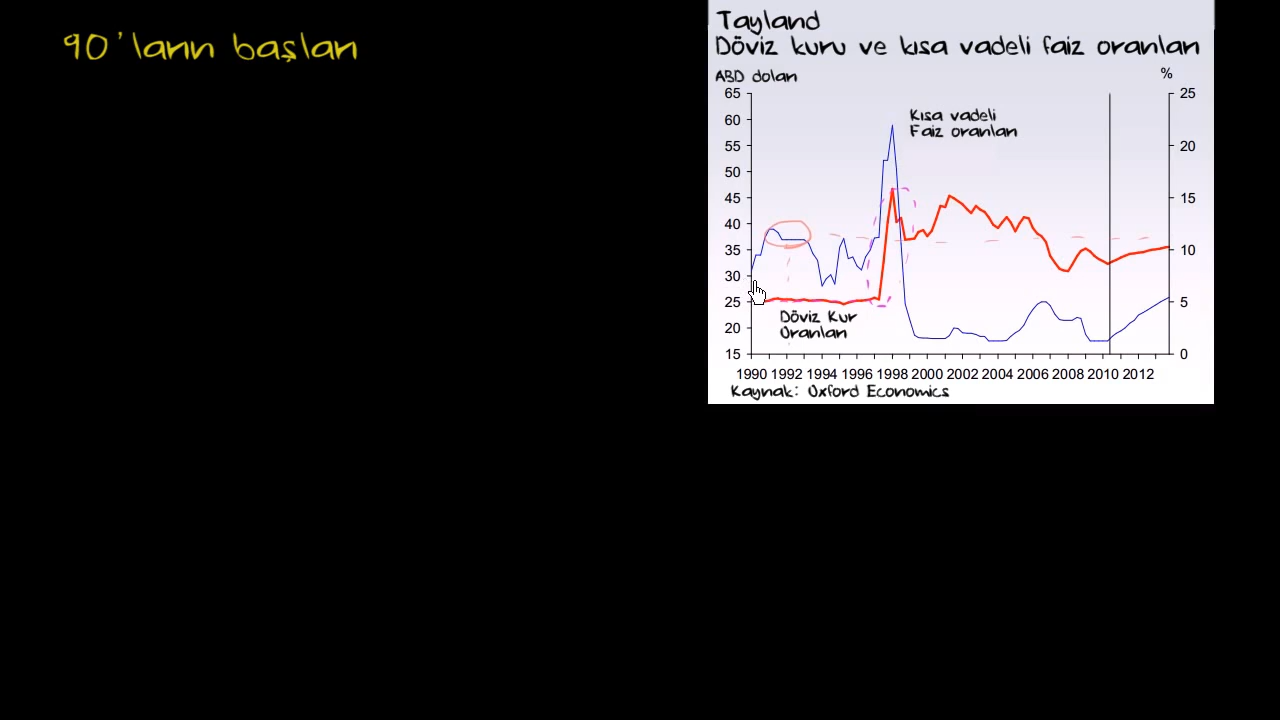 90'ların başları
Tayland
Döviz kuru ve kısa vadeli faiz oranları
ABD doları
%
65
60
55
50
45
40
35
30
25
20
15
25
20
15
10
5
0
Kısa vadeli
Faiz oranları
Döviz Kur
Oranları
1990 1992 1994 1996 1998 2000 2002 2004 2006 2008 2010 2012
Kaynak: Oxford Economics